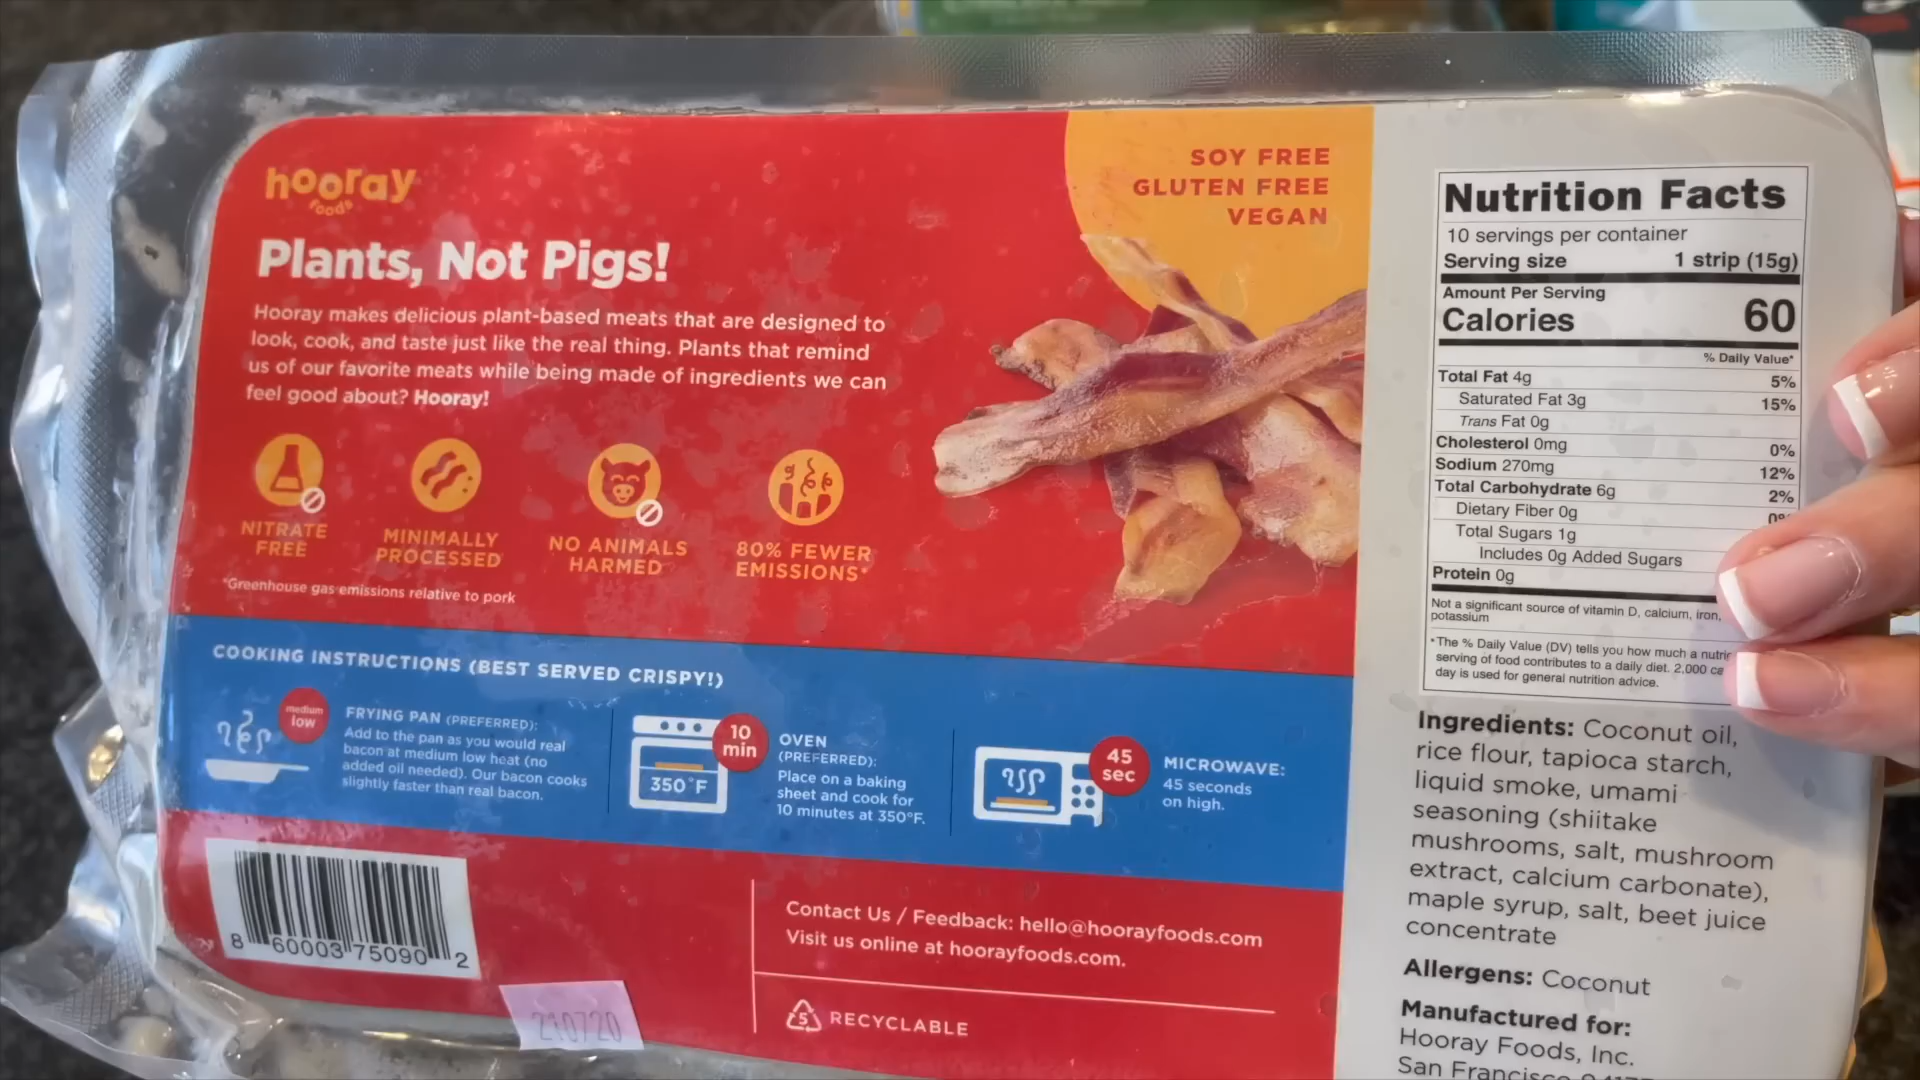 hooray
foods
Plants, Not Pigs!
Hooray makes delicious plant-based meats that are designed to
look, cook, and taste just like the real thing. Plants that remind
us of our favorite meats while being made of ingredients we can
feel good about? Hooray!
NITRATE
FREE
MINIMALLY
PROCESSED
NO ANIMALS
HARMED
80% FEWER
EMISSIONS*
*Greenhouse gas emissions relative to pork
SOY FREE
GLUTEN FREE
VEGAN
COOKING INSTRUCTIONS (BEST SERVED CRISPY!)
medium
low
FRYING PAN (PREFERRED):
Add to the pan as you would real
bacon at medium low heat (no
added oil needed). Our bacon cooks
slightly faster than real bacon.
350°F
10
min
OVEN
(PREFERRED):
Place on a baking
sheet and cook for
10 minutes at 350°F.
45
sec
MICROWAVE:
45 seconds
on high.
8 60003 75090 2
210720
Contact Us / Feedback: hello@hoorayfoods.com
Visit us online at hoorayfoods.com.
5 RECYCLABLE
Nutrition Facts
10 servings per container
Serving size 1 strip (15g)
Amount Per Serving
Calories 60
% Daily Value*
Total Fat 4g 5%
Saturated Fat 3g 15%
Trans Fat 0g
Cholesterol 0mg 0%
Sodium 270mg 12%
Total Carbohydrate 6g 2%
Dietary Fiber 0g
Total Sugars 1g
Includes 0g Added Sugars
Protein 0g
Not a significant source of vitamin D, calcium, iron,
potassium
*The % Daily Value (DV) tells you how much a
serving of food contributes to a daily diet. 2,000
day is used for general nutrition advice.
Ingredients: Coconut oil,
rice flour, tapioca starch,
liquid smoke, umami
seasoning (shiitake
mushrooms, salt, mushroom
extract, calcium carbonate),
maple syrup, salt, beet juice
concentrate
Allergens: Coconut
Manufactured for:
Hooray Foods, Inc.
San Francisco